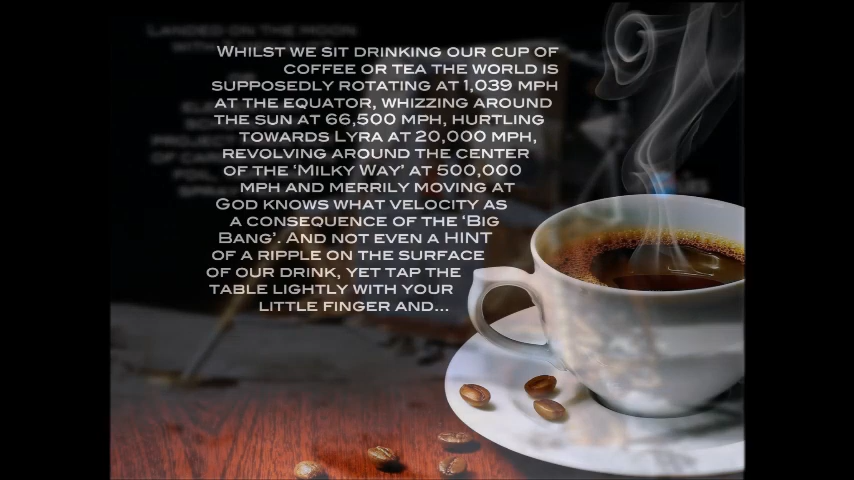 Whilst we sit drinking our cup of
coffee or tea the world is
supposedly rotating at 1,039 mph
at the equator, whizzing around
the sun at 66,500 mph, hurtling
towards Lyra at 20,000 mph,
revolving around the center
of the ‘Milky Way’ at 500,000
mph and merrily moving at
God knows what velocity as
a consequence of the ‘Big
Bang’. And not even a HINT
of a ripple on the surface
of our drink, yet tap the
table lightly with your
little finger and...